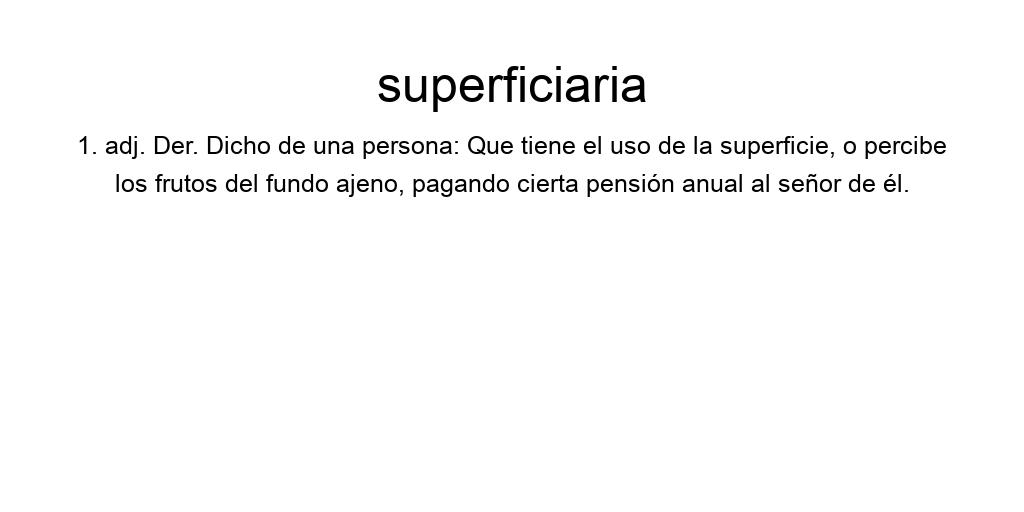 superficiaria
1. adj. Der. Dicho de una persona: Que tiene el uso de la superficie, o percibe
los frutos del fundo ajeno, pagando cierta pensión anual al señor de él.